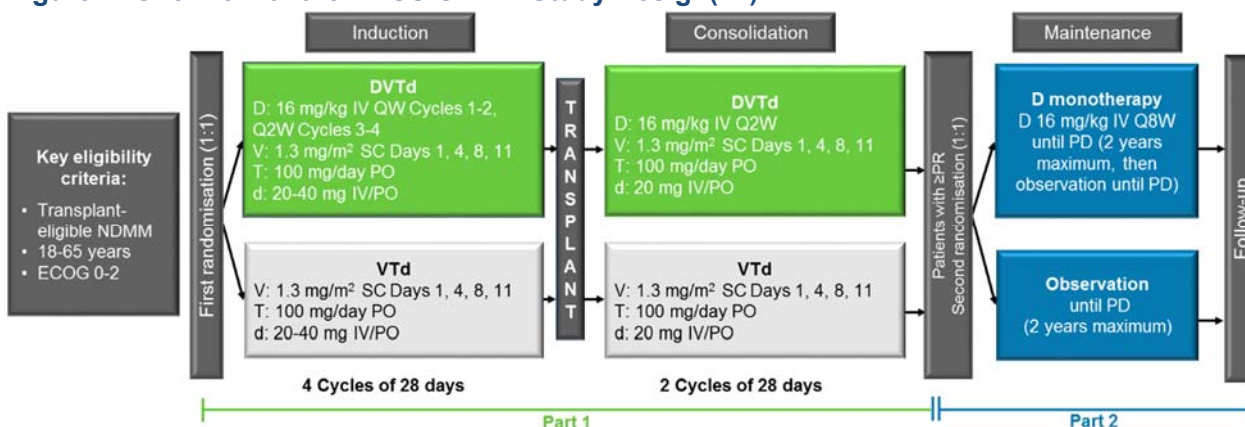 Induction
Consolidation
Maintenance
Key eligibility
criteria:
• Transplant-
eligible NDMM
• 18-65 years
• ECOG 0-2
First randomisation (1:1)
DVTd
D: 16 mg/kg IV QW Cycles 1-2,
Q2W Cycles 3-4
V: 1.3 mg/m² SC Days 1, 4, 8, 11
T: 100 mg/day PO
d: 20-40 mg IV/PO
VTd
V: 1.3 mg/m² SC Days 1, 4, 8, 11
T: 100 mg/day PO
d: 20-40 mg IV/PO
4 Cycles of 28 days
TRANSPLANT
DVTd
D: 16 mg/kg IV Q2W
V: 1.3 mg/m² SC Days 1, 4, 8, 11
T: 100 mg/day PO
d: 20 mg IV/PO
VTd
V: 1.3 mg/m² SC Days 1, 4, 8, 11
T: 100 mg/day PO
d: 20 mg IV/PO
2 Cycles of 28 days
Patients with ≥PR
Second rancomisation (1:1)
D monotherapy
D 16 mg/kg IV Q8W
until PD (2 years
maximum, then
observation until PD)
Observation
until PD
(2 years maximum)
Follow-up
Part 1
Part 2